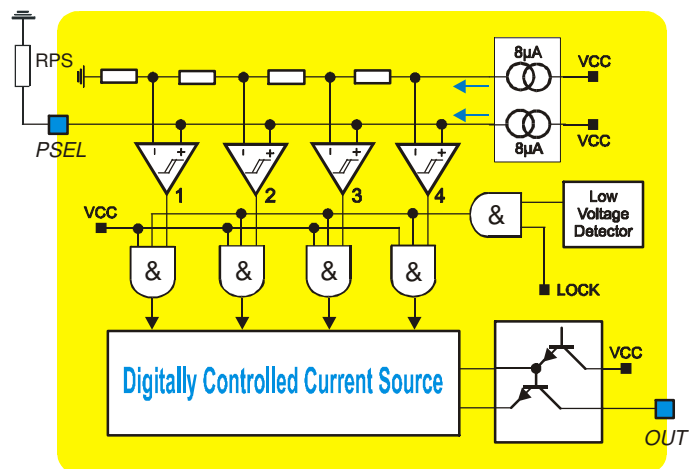 RPS
8µA
VCC
PSEL
8µA
VCC
- +
- +
- +
- +
1
2
3
4
VCC
&
Low
Voltage
Detector
&
&
&
&
LOCK
Digitally Controlled Current Source
VCC
OUT